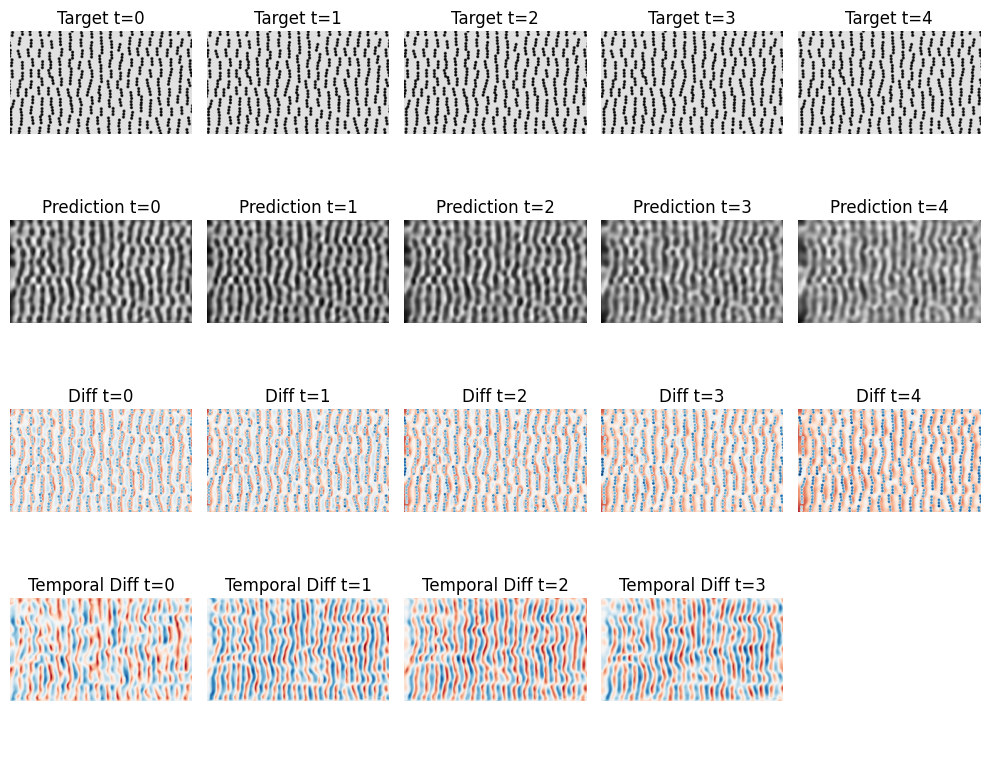 Target t=0 Target t=1 Target t=2 Target t=3 Target t=4
Prediction t=0 Prediction t=1 Prediction t=2 Prediction t=3 Prediction t=4
Diff t=0 Diff t=1 Diff t=2 Diff t=3 Diff t=4
Temporal Diff t=0 Temporal Diff t=1 Temporal Diff t=2 Temporal Diff t=3